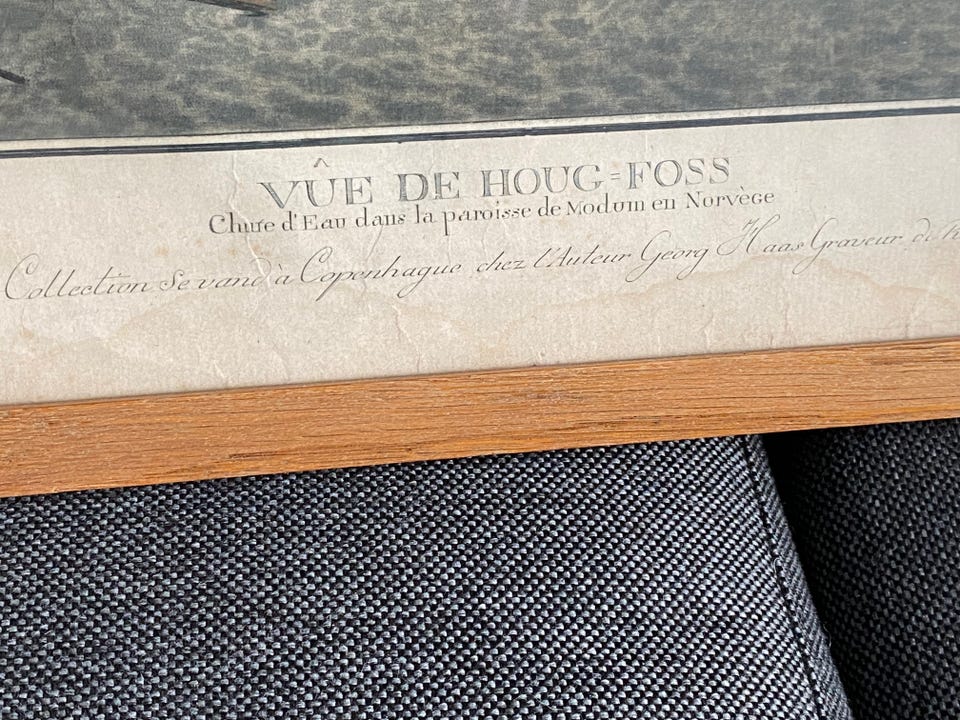 VÛE DE HOUG=FOSS
Chute d'Eau dans la paroisse de Modum en Norvège
Collection se vand à Copenhague chez l'Auteur Georg Haas Graveur